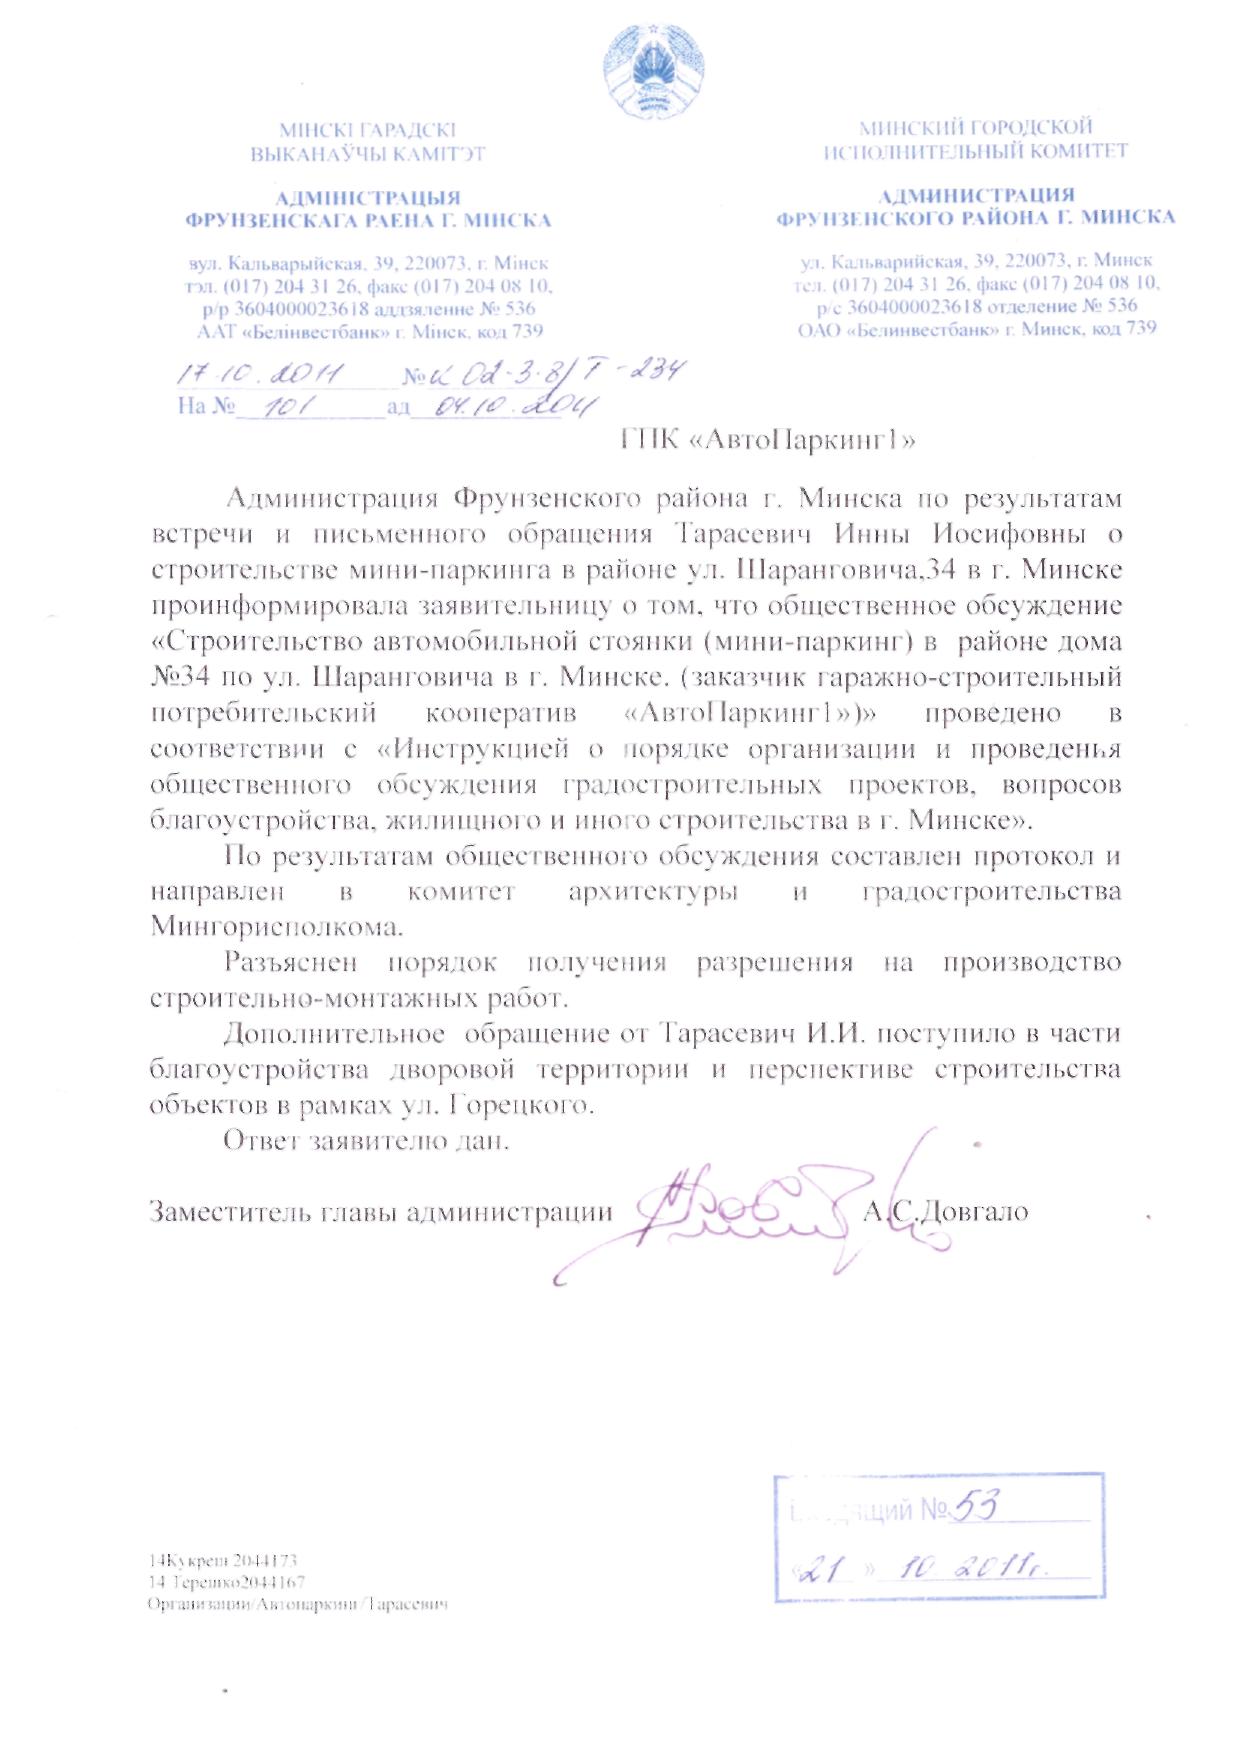 МІНСКІ ГАРАДСКІ
ВЫКАНАЎЧЫ КАМІТЭТ
АДМІНІСТРАЦЫЯ
ФРУНЗЕНСКАГА РАЕНА Г. МІНСКА
вул. Кальварыйская, 39, 220073, г. Мінск
тэл. (017) 204 31 26, факс (017) 204 08 10,
р/р 3604000023618 аддзяленне № 536
ААТ «Белінвестбанк» г. Мінск, код 739
МИНСКИЙ ГОРОДСКОЙ
ИСПОЛНИТЕЛЬНЫЙ КОМИТЕТ
АДМИНИСТРАЦИЯ
ФРУНЗЕНСКОГО РАЙОНА Г. МИНСКА
ул. Кальварийская, 39, 220073, г. Минск
тел. (017) 204 31 26, факс (017) 204 08 10,
р/с 3604000023618 отделение № 536
ОАО «Белинвестбанк» г. Минск, код 739
17.10.2011 № к 02-3-8/Т-234
На № 101 ад 04.10.2011
ГПК «АвтоПаркинг1»
Администрация Фрунзенского района г. Минска по результатам
встречи и письменного обращения Тарасевич Инны Иосифовны о
строительстве мини-паркинга в районе ул. Шаранговича,34 в г. Минске
проинформировала заявительницу о том, что общественное обсуждение
«Строительство автомобильной стоянки (мини-паркинг) в районе дома
№34 по ул. Шаранговича в г. Минске. (заказчик гаражно-строительный
потребительский кооператив «АвтоПаркинг1»)» проведено в
соответствии с «Инструкцией о порядке организации и проведенья
общественного обсуждения градостроительных проектов, вопросов
благоустройства, жилищного и иного строительства в г. Минске».
По результатам общественного обсуждения составлен протокол и
направлен в комитет архитектуры и градостроительства
Мингорисполкома.
Разъяснен порядок получения разрешения на производство
строительно-монтажных работ.
Дополнительное обращение от Тарасевич И.И. поступило в части
благоустройства дворовой территории и перспективе строительства
объектов в рамках ул. Горецкого.
Ответ заявителю дан.
Заместитель главы администрации А.С.Довгало
14Кукреш 2044173
14 Терешко2044167
Организации/Автопаркинг/Тарасевич
Входящий № 53
«21» 10 2011г.